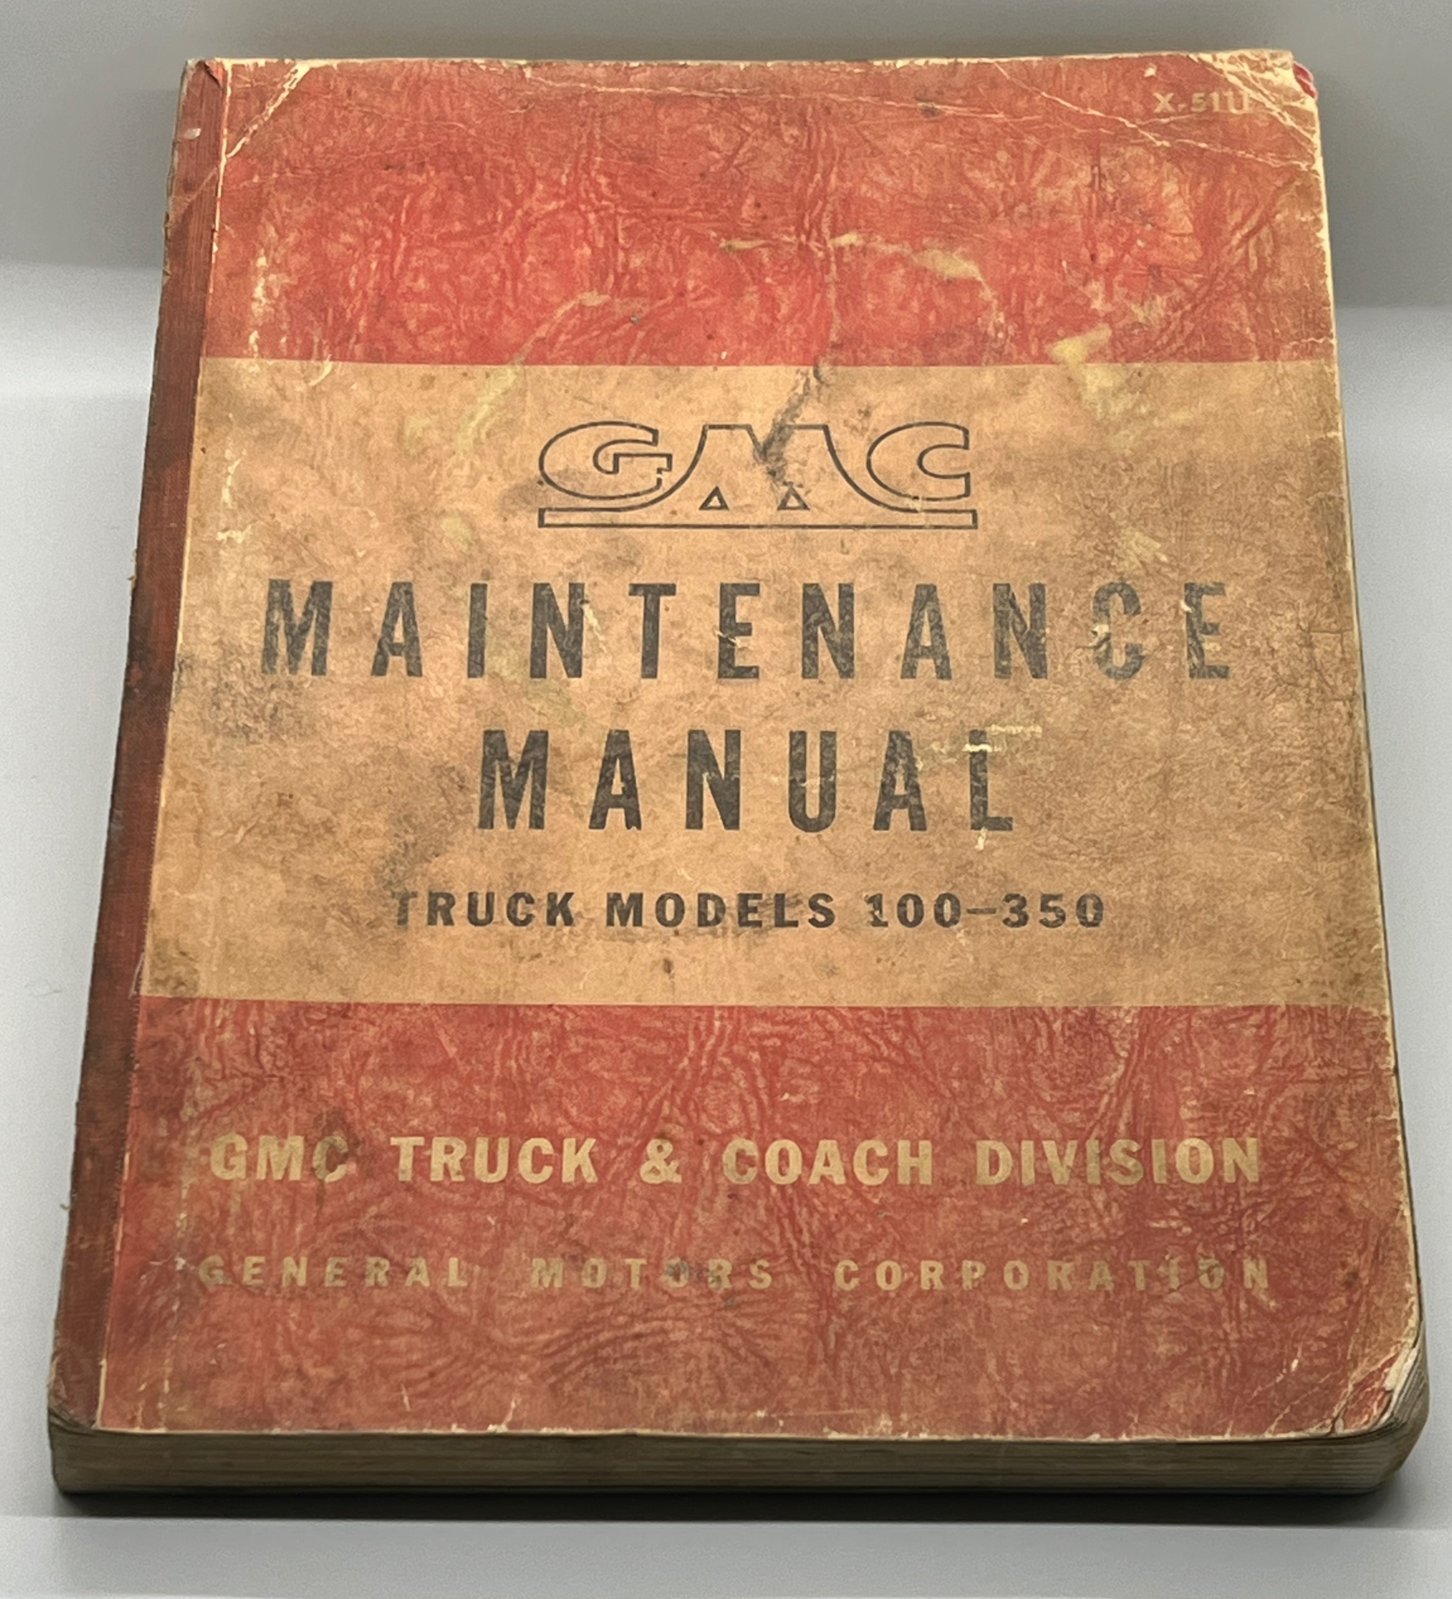 GMC
MAINTENANCE
MANUAL
TRUCK MODELS 100-350
GMC TRUCK & COACH DIVISION
GENERAL MOTORS CORPORATION